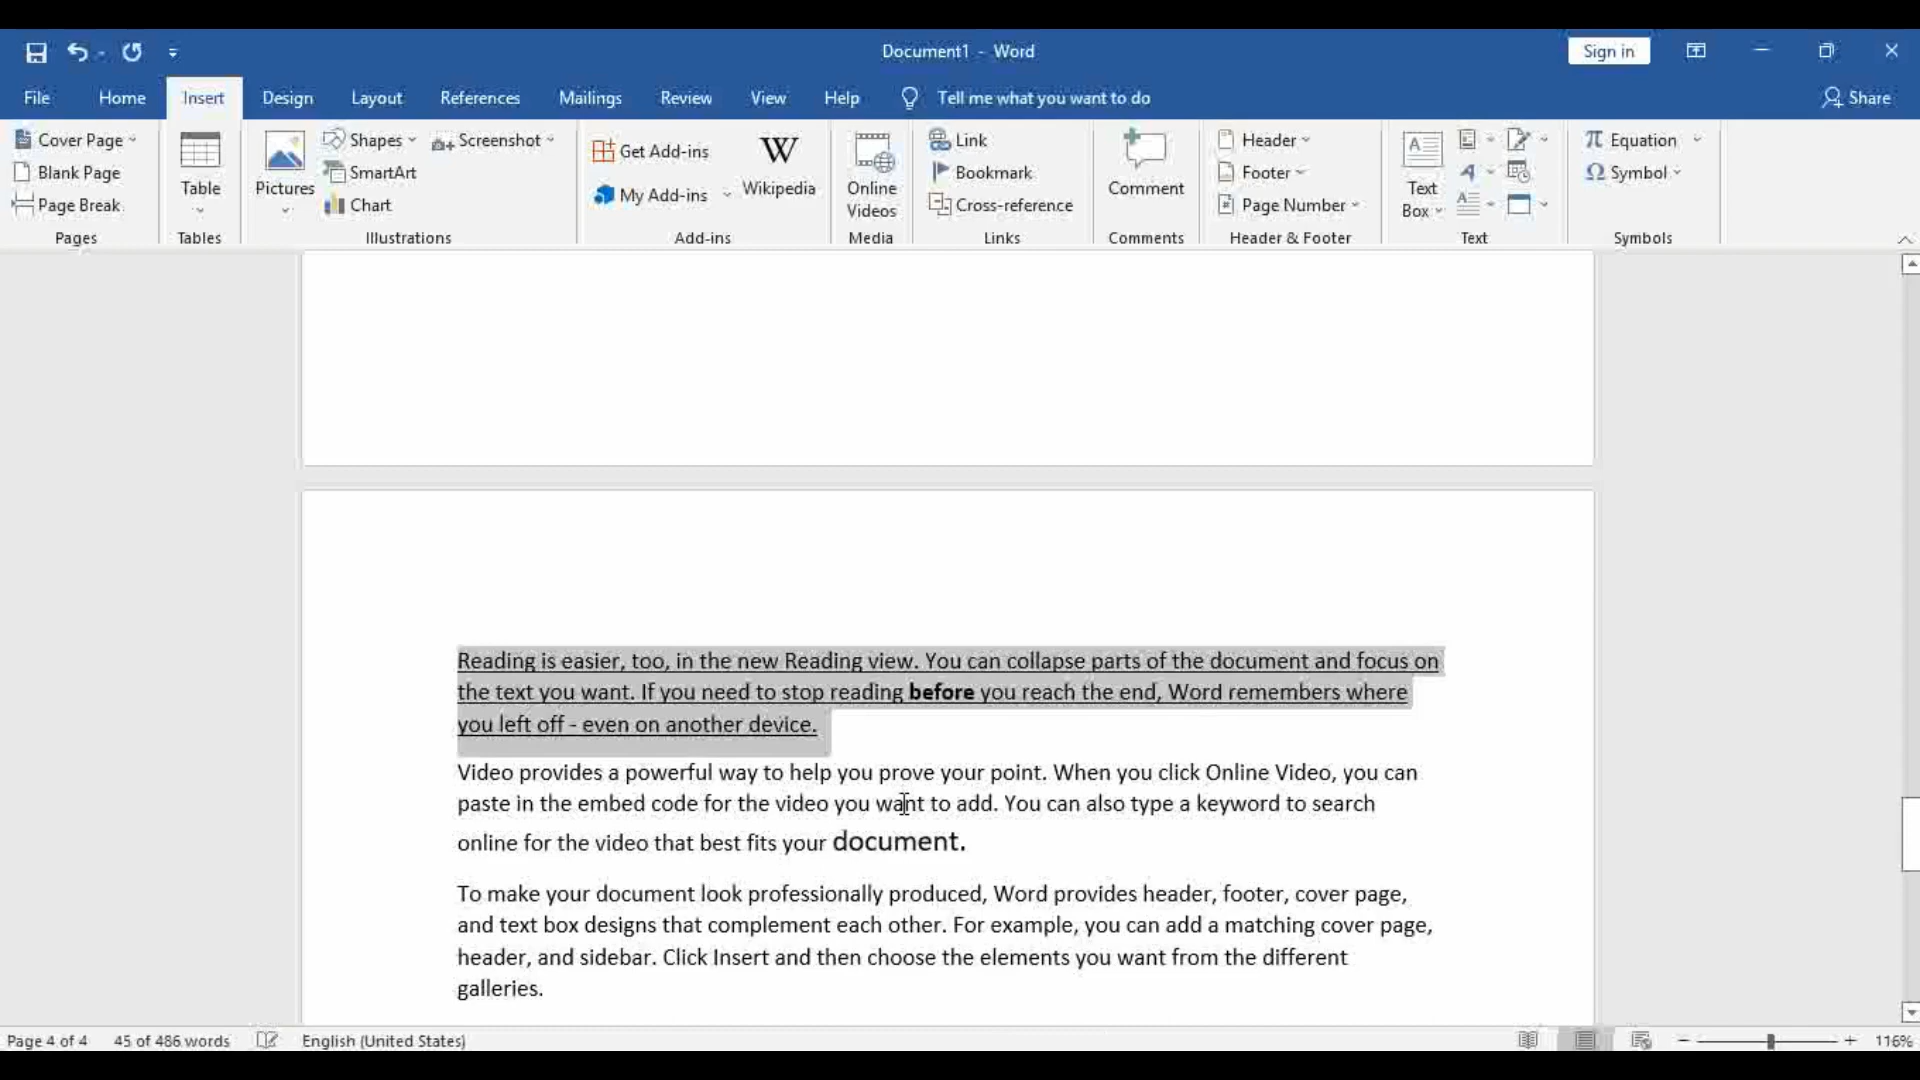 Document1 - Word
Sign in
File Home Insert Design Layout References Mailings Review View Help Tell me what you want to do Share
Cover Page
Blank Page
Page Break
Pages
Table
Tables
Pictures
Shapes
SmartArt
Chart
Screenshot
Illustrations
Get Add-ins
My Add-ins
W
Wikipedia
Add-ins
Online
Videos
Media
Link
Bookmark
Cross-reference
Links
Comment
Comments
Header
Footer
Page Number
Header & Footer
Text
Box
Text
Equation
Symbol
Symbols
Reading is easier, too, in the new Reading view. You can collapse parts of the document and focus on
the text you want. If you need to stop reading before you reach the end, Word remembers where
you left off - even on another device.
Video provides a powerful way to help you prove your point. When you click Online Video, you can
paste in the embed code for the video you want to add. You can also type a keyword to search
online for the video that best fits your document.
To make your document look professionally produced, Word provides header, footer, cover page,
and text box designs that complement each other. For example, you can add a matching cover page,
header, and sidebar. Click Insert and then choose the elements you want from the different
galleries.
Page 4 of 4 45 of 486 words English (United States) 116%